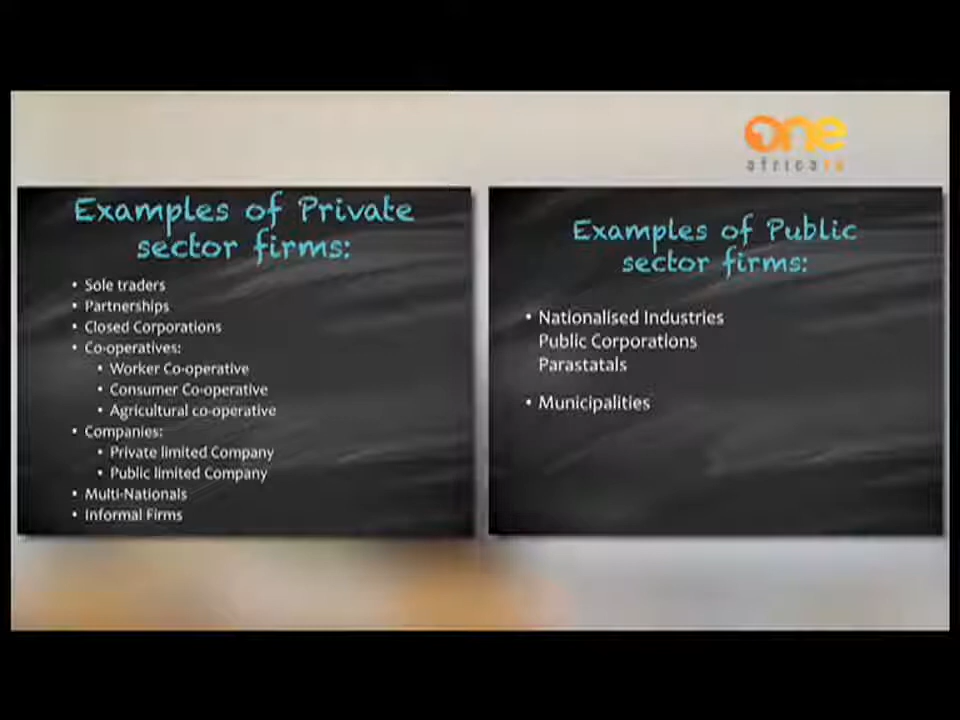 one
africa tv
Examples of Private
sector firms:
• Sole traders
• Partnerships
• Closed Corporations
• Co-operatives:
• Worker Co-operative
• Consumer Co-operative
• Agricultural co-operative
• Companies:
• Private limited Company
• Public limited Company
• Multi-Nationals
• Informal Firms
Examples of Public
sector firms:
• Nationalised Industries
Public Corporations
Parastatals
• Municipalities